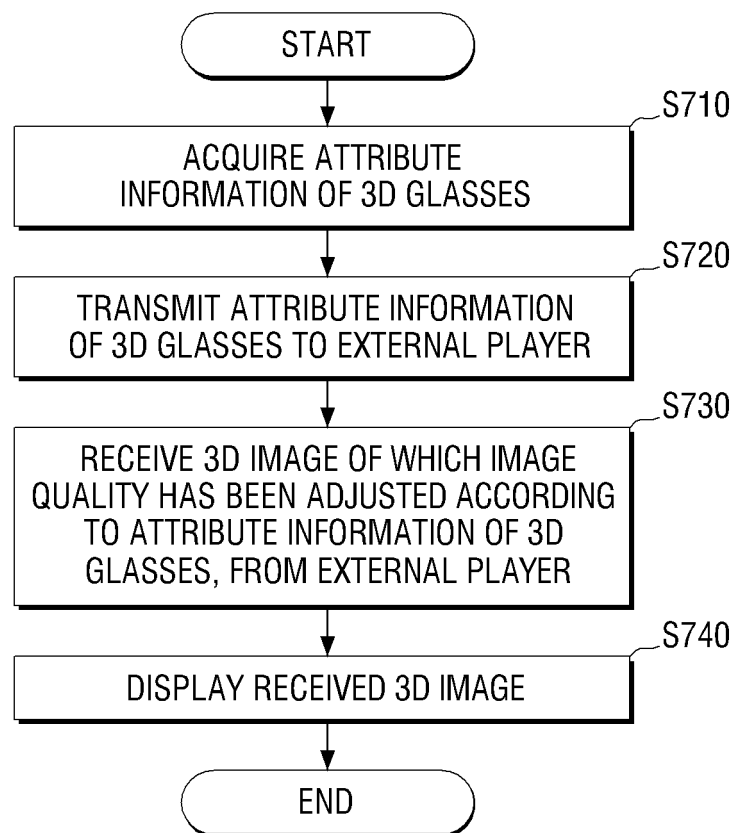 START
S710
ACQUIRE ATTRIBUTE
INFORMATION OF 3D GLASSES
S720
TRANSMIT ATTRIBUTE INFORMATION
OF 3D GLASSES TO EXTERNAL PLAYER
S730
RECEIVE 3D IMAGE OF WHICH IMAGE
QUALITY HAS BEEN ADJUSTED ACCORDING
TO ATTRIBUTE INFORMATION OF 3D
GLASSES, FROM EXTERNAL PLAYER
S740
DISPLAY RECEIVED 3D IMAGE
END